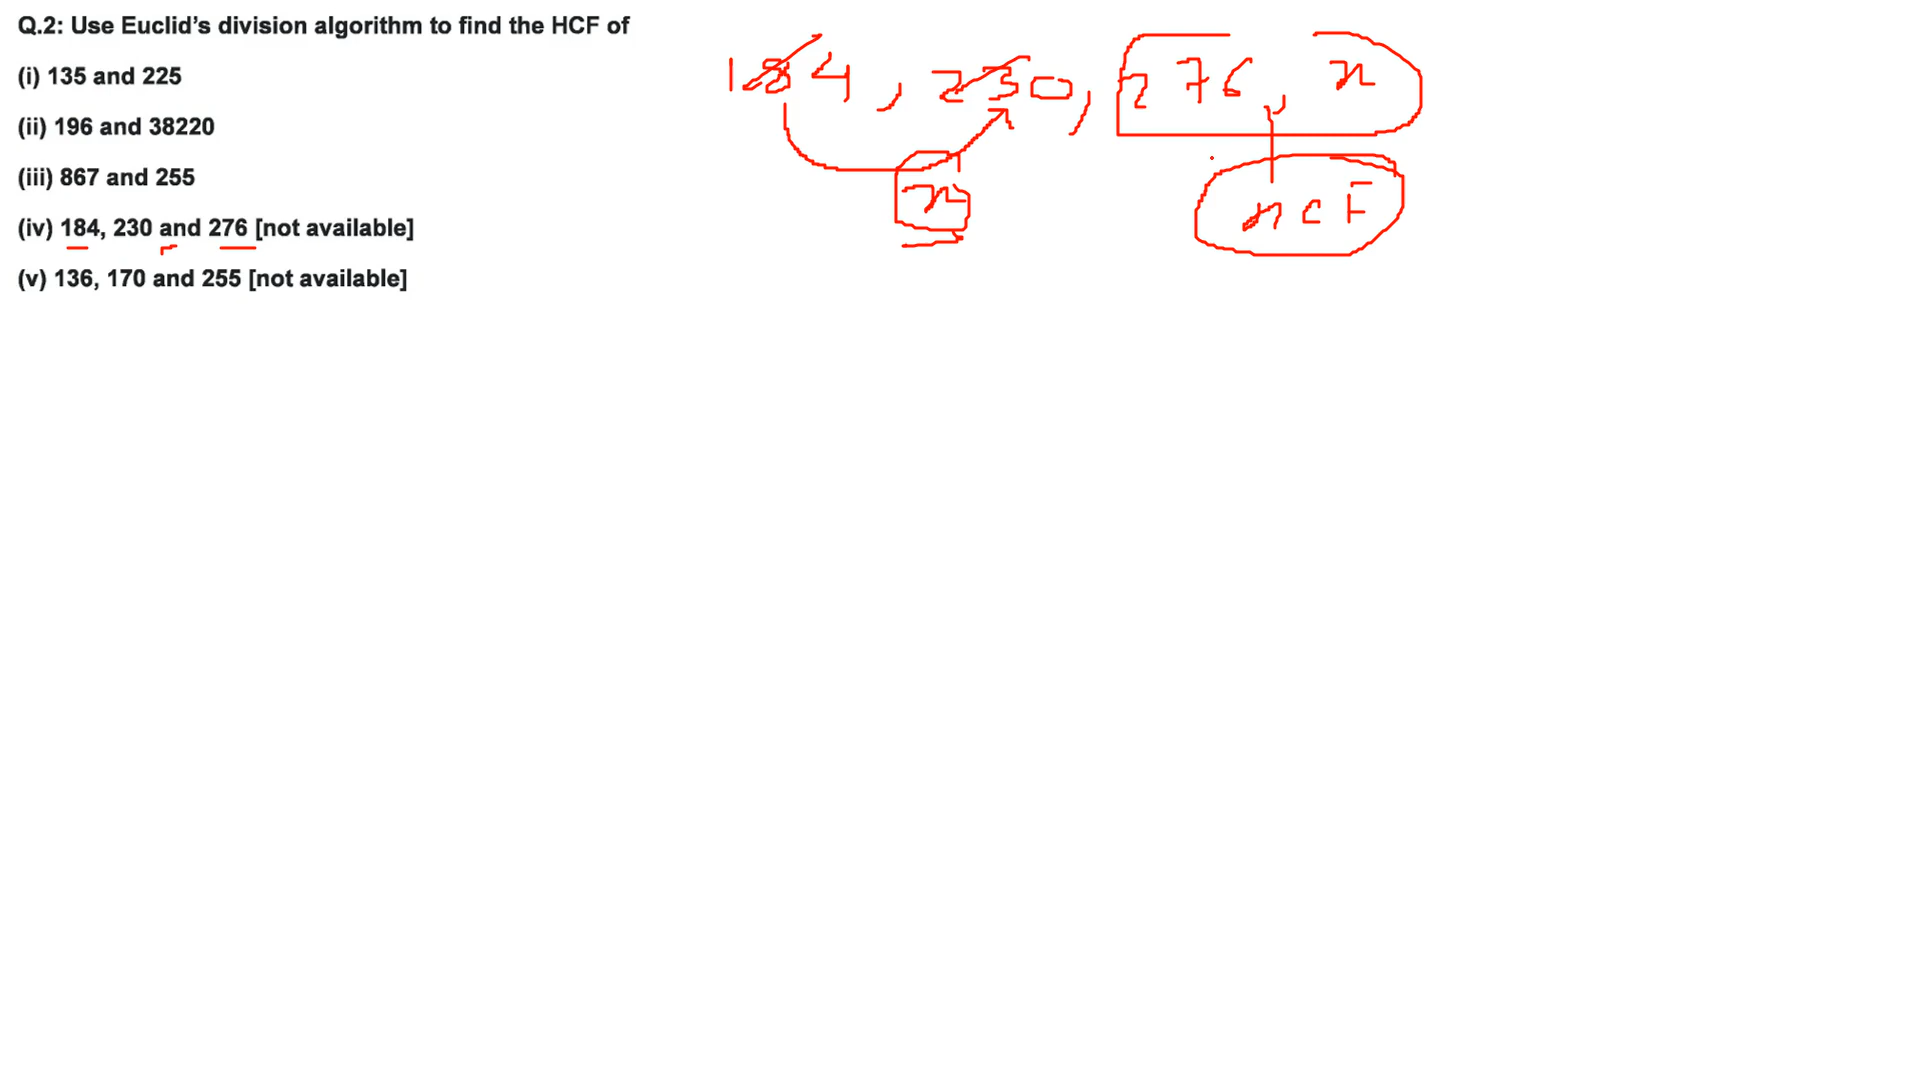 Q.2: Use Euclid’s division algorithm to find the HCF of
(i) 135 and 225
(ii) 196 and 38220
(iii) 867 and 255
(iv) 184, 230 and 276 [not available]
(v) 136, 170 and 255 [not available]
184, 230, 276, x
x
HCF